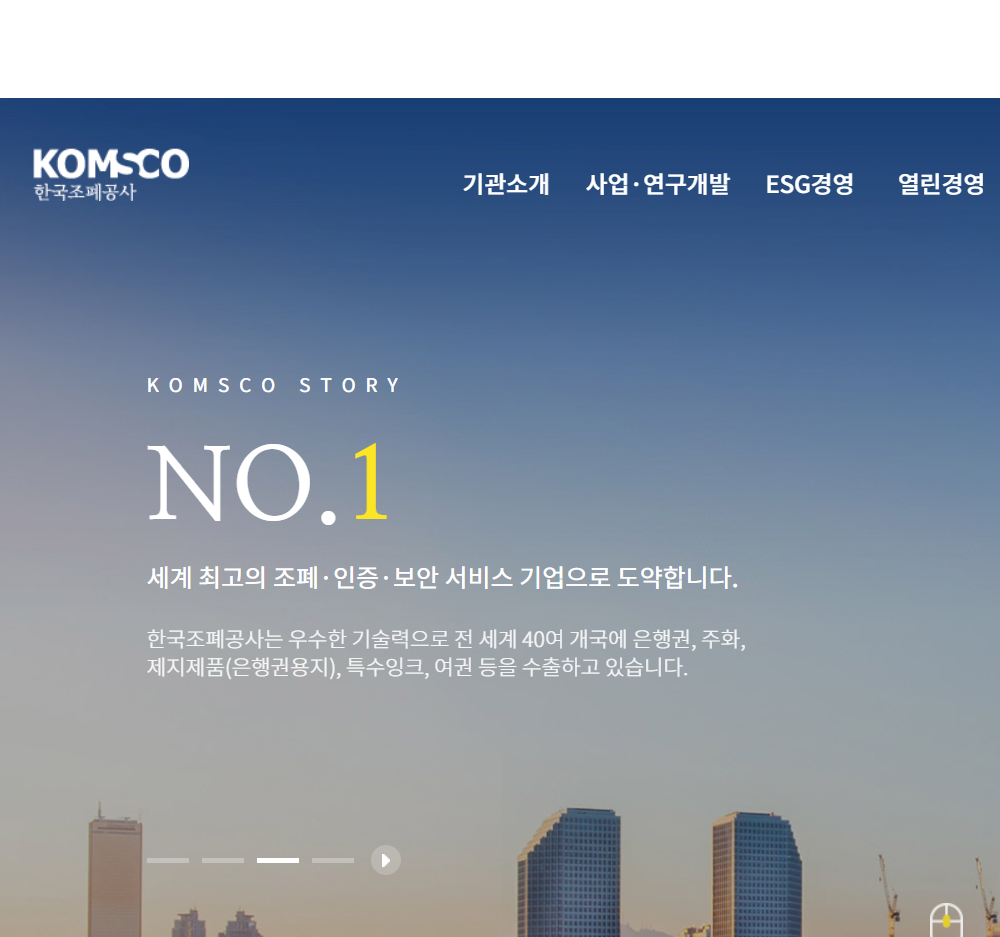 KOMSCO
한국조폐공사
기관소개 사업·연구개발 ESG경영 열린경영
KOMSCO STORY
NO.1
세계 최고의 조폐·인증·보안 서비스 기업으로 도약합니다.
한국조폐공사는 우수한 기술력으로 전 세계 40여 개국에 은행권, 주화,
제지제품(은행권용지), 특수잉크, 여권 등을 수출하고 있습니다.